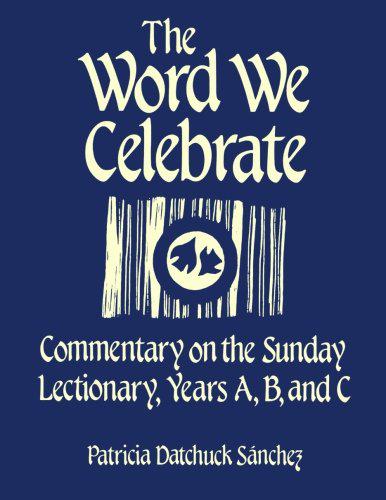 The
Word We
Celebrate
Commentary on the Sunday
Lectionary, Years A, B, and C
Patricia Datchuck Sánchez